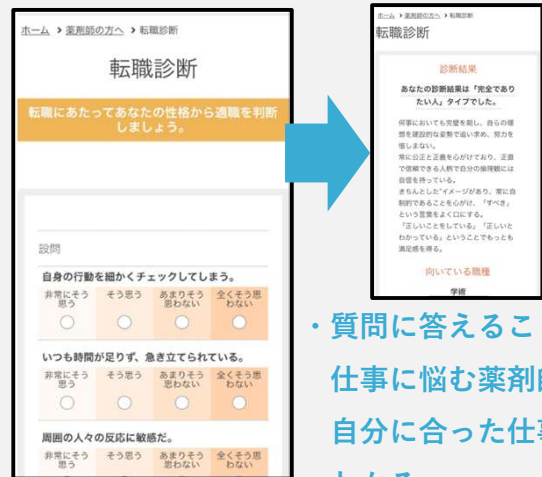 ホーム > 薬剤師の方へ > 転職診断
転職診断
転職にあたってあなたの性格から適職を判断
しましょう。
設問
自身の行動を細かくチェックしてしまう。
非常にそう
思う
そう思う
あまりそう
思わない
全くそう思
わない
いつも時間が足りず、急き立てられている。
非常にそう
思う
そう思う
あまりそう
思わない
全くそう思
わない
周囲の人々の反応に敏感だ。
非常にそう
思う
そう思う
あまりそう
思わない
全くそう思
わない
ホーム > 薬剤師の方へ > 転職診断
転職診断
診断結果
あなたの診断結果は「完全であり
たい人」タイプでした。
何事においても完璧を期し、自らの理
想を建設的な姿勢で追い求め、努力を
惜しまない。
常に公正と正義を心がけており、正直
で信頼できる人柄で自分の倫理観には
自信を持っている。
きちんとした"イメージがあり、常に自
制的であることを心がけ、「すべき」
という言葉をよく口にする。
「正しいことをしている」「正しいと
わかっている」ということでもっとも
満足感を得る。
向いている職種
学術
・質問に答えるこ
仕事に悩む薬剤
自分に合った仕